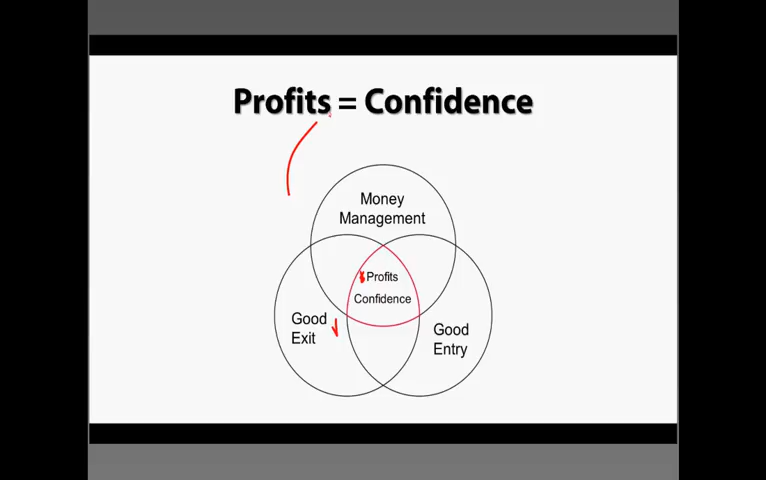 Profits = Confidence
Money
Management
Profits
Confidence
Good
Exit
Good
Entry